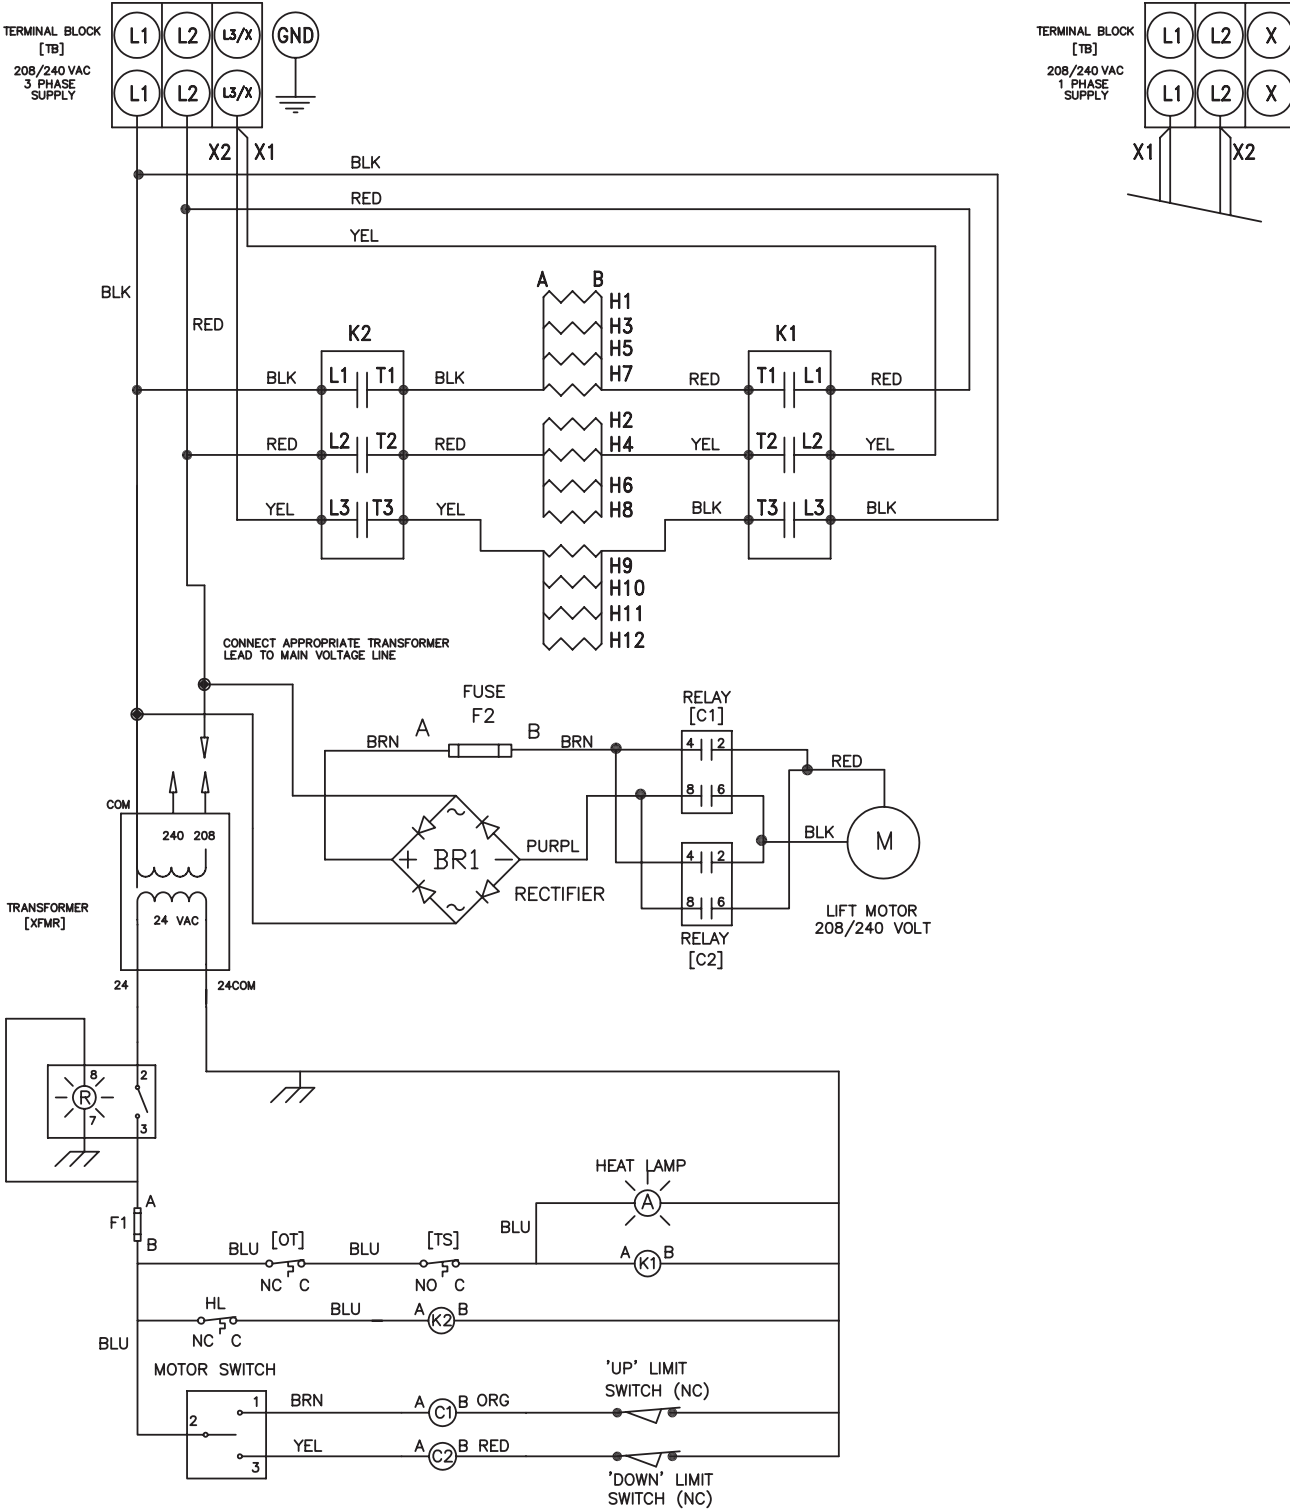 TERMINAL BLOCK
[TB]
208/240 VAC
3 PHASE
SUPPLY
L1 L2 L3/X GND
L1 L2 L3/X
X2 X1
TERMINAL BLOCK
[TB]
208/240 VAC
1 PHASE
SUPPLY
L1 L2 X
L1 L2 X
X1 X2
BLK
RED
YEL
BLK
RED
A B
H1
H3
H5
H7
H2
H4
H6
H8
H9
H10
H11
H12
K2
K1
BLK L1 T1 BLK RED T1 L1 RED
RED L2 T2 RED YEL T2 L2 YEL
YEL L3 T3 YEL BLK T3 L3 BLK
CONNECT APPROPRIATE TRANSFORMER
LEAD TO MAIN VOLTAGE LINE
FUSE
F2
A B
BRN BRN
RELAY
[C1]
4 2
8 6
RED
BLK
M
LIFT MOTOR
208/240 VOLT
4 2
8 6
RELAY
[C2]
PURPL
+ BR1 −
~
~
RECTIFIER
COM
240 208
24 VAC
TRANSFORMER
[XFMR]
24 24COM
8 2
R
7 3
A
F1
B
HEAT LAMP
A
BLU
BLU [OT] BLU [TS]
NC C NO C
A K1 B
HL
NC C
BLU
A K2 B
BLU
MOTOR SWITCH
1
2
3
BRN A C1 B ORG
'UP' LIMIT
SWITCH (NC)
YEL A C2 B RED
'DOWN' LIMIT
SWITCH (NC)